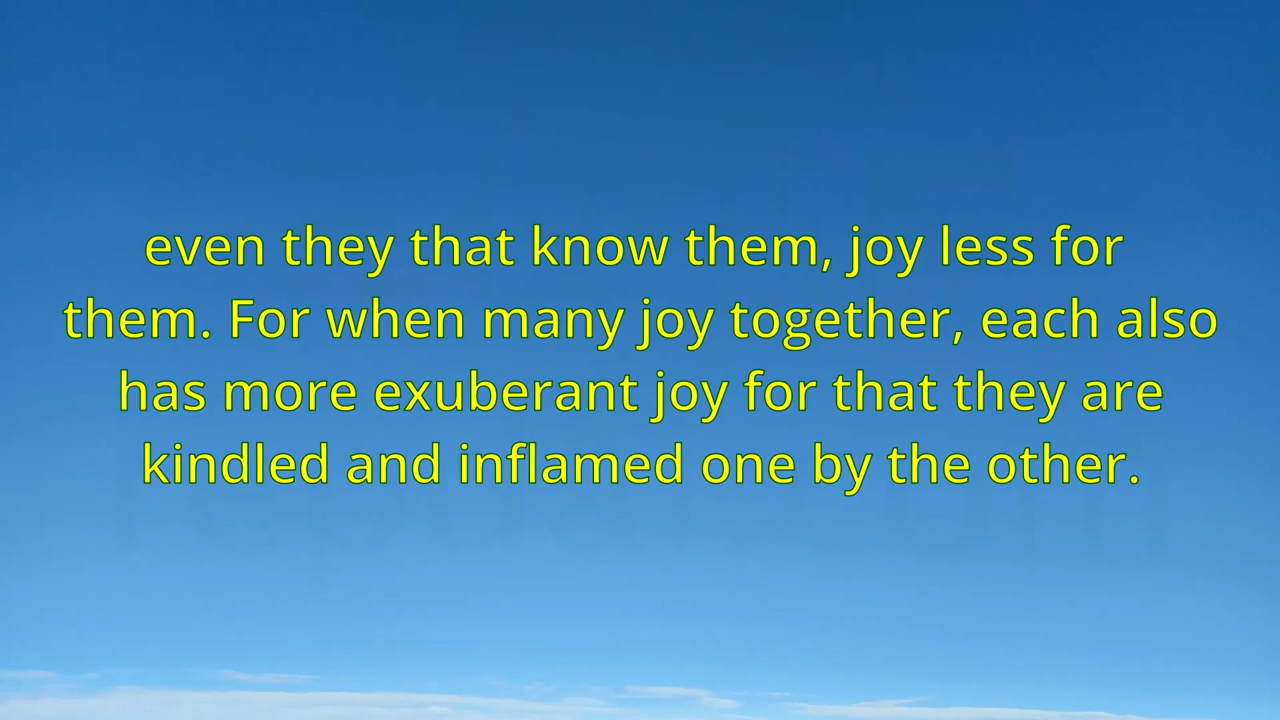 even they that know them, joy less for
them. For when many joy together, each also
has more exuberant joy for that they are
kindled and inflamed one by the other.